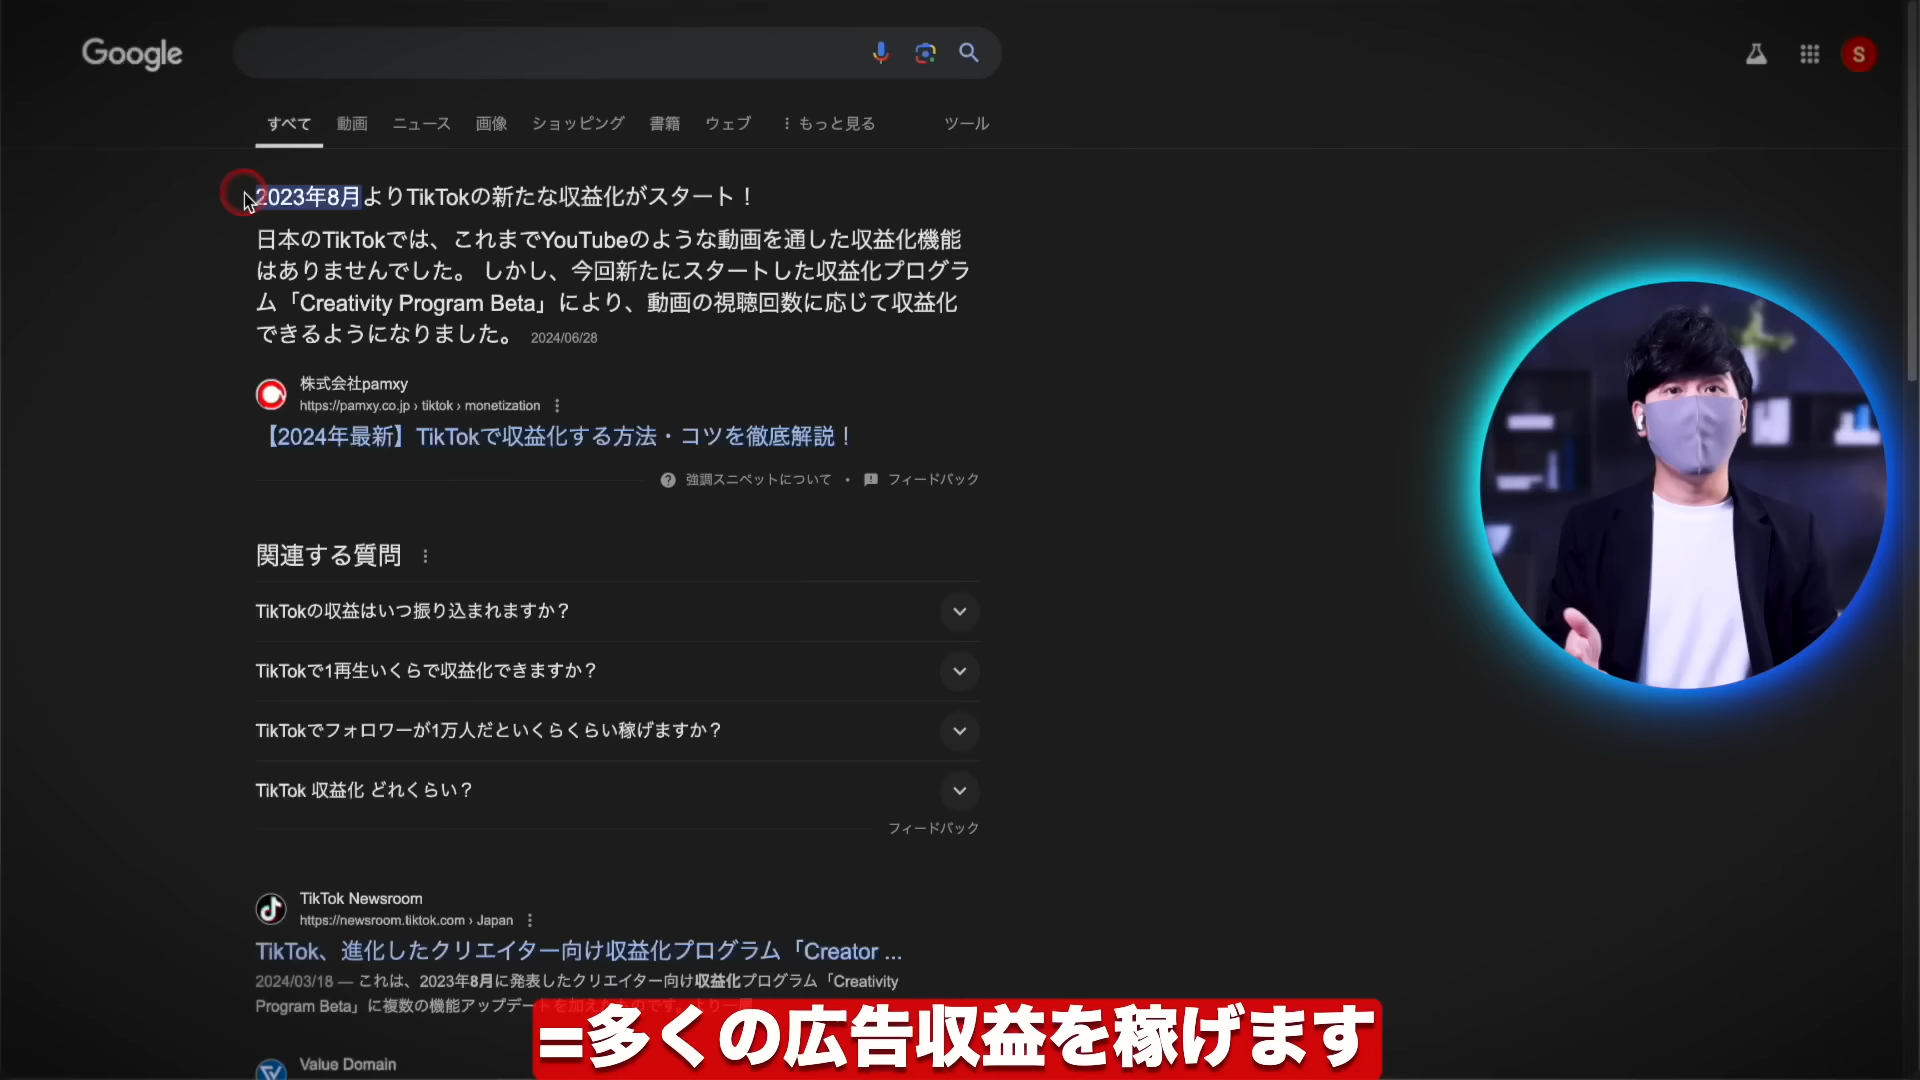 Google
S
すべて 動画 ニュース 画像 ショッピング 書籍 ウェブ もっと見る ツール
2023年8月よりTikTokの新たな収益化がスタート！
日本のTikTokでは、これまでYouTubeのような動画を通した収益化機能
はありませんでした。 しかし、今回新たにスタートした収益化プログラ
ム「Creativity Program Beta」により、動画の視聴回数に応じて収益化
できるようになりました。 2024/06/28
株式会社pamxy
https://pamxy.co.jp › tiktok › monetization
【2024年最新】TikTokで収益化する方法・コツを徹底解説！
強調スニペットについて • フィードバック
関連する質問
TikTokの収益はいつ振り込まれますか？
TikTokで1再生いくらで収益化できますか？
TikTokでフォロワーが1万人だといくらくらい稼げますか？
TikTok 収益化 どれくらい？
フィードバック
TikTok Newsroom
https://newsroom.tiktok.com › Japan
TikTok、進化したクリエイター向け収益化プログラム「Creator ...
2024/03/18 — これは、2023年8月に発表したクリエイター向け収益化プログラム「Creativity
Program Beta」に複数の機能アップデートを加えたものです。より一層
=多くの広告収益を稼げます
Value Domain